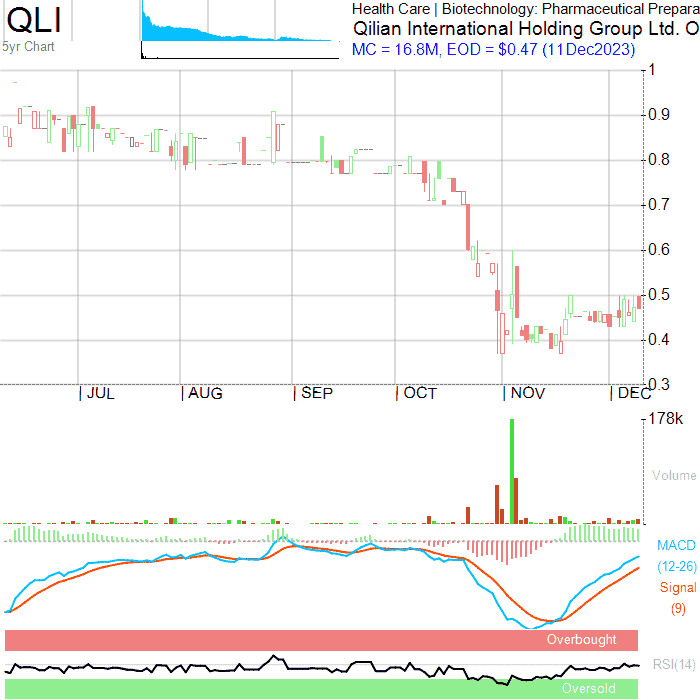 QLI
5yr Chart
Health Care | Biotechnology: Pharmaceutical Prepara
Qilian International Holding Group Ltd. O
MC = 16.8M, EOD = $0.47 (11Dec2023)
1
0.9
0.8
0.7
0.6
0.5
0.4
0.3
| JUL | AUG | SEP | OCT | NOV | DEC
178k
Volume
MACD
(12-26)
Signal
(9)
Overbought
RSI(14)
Oversold